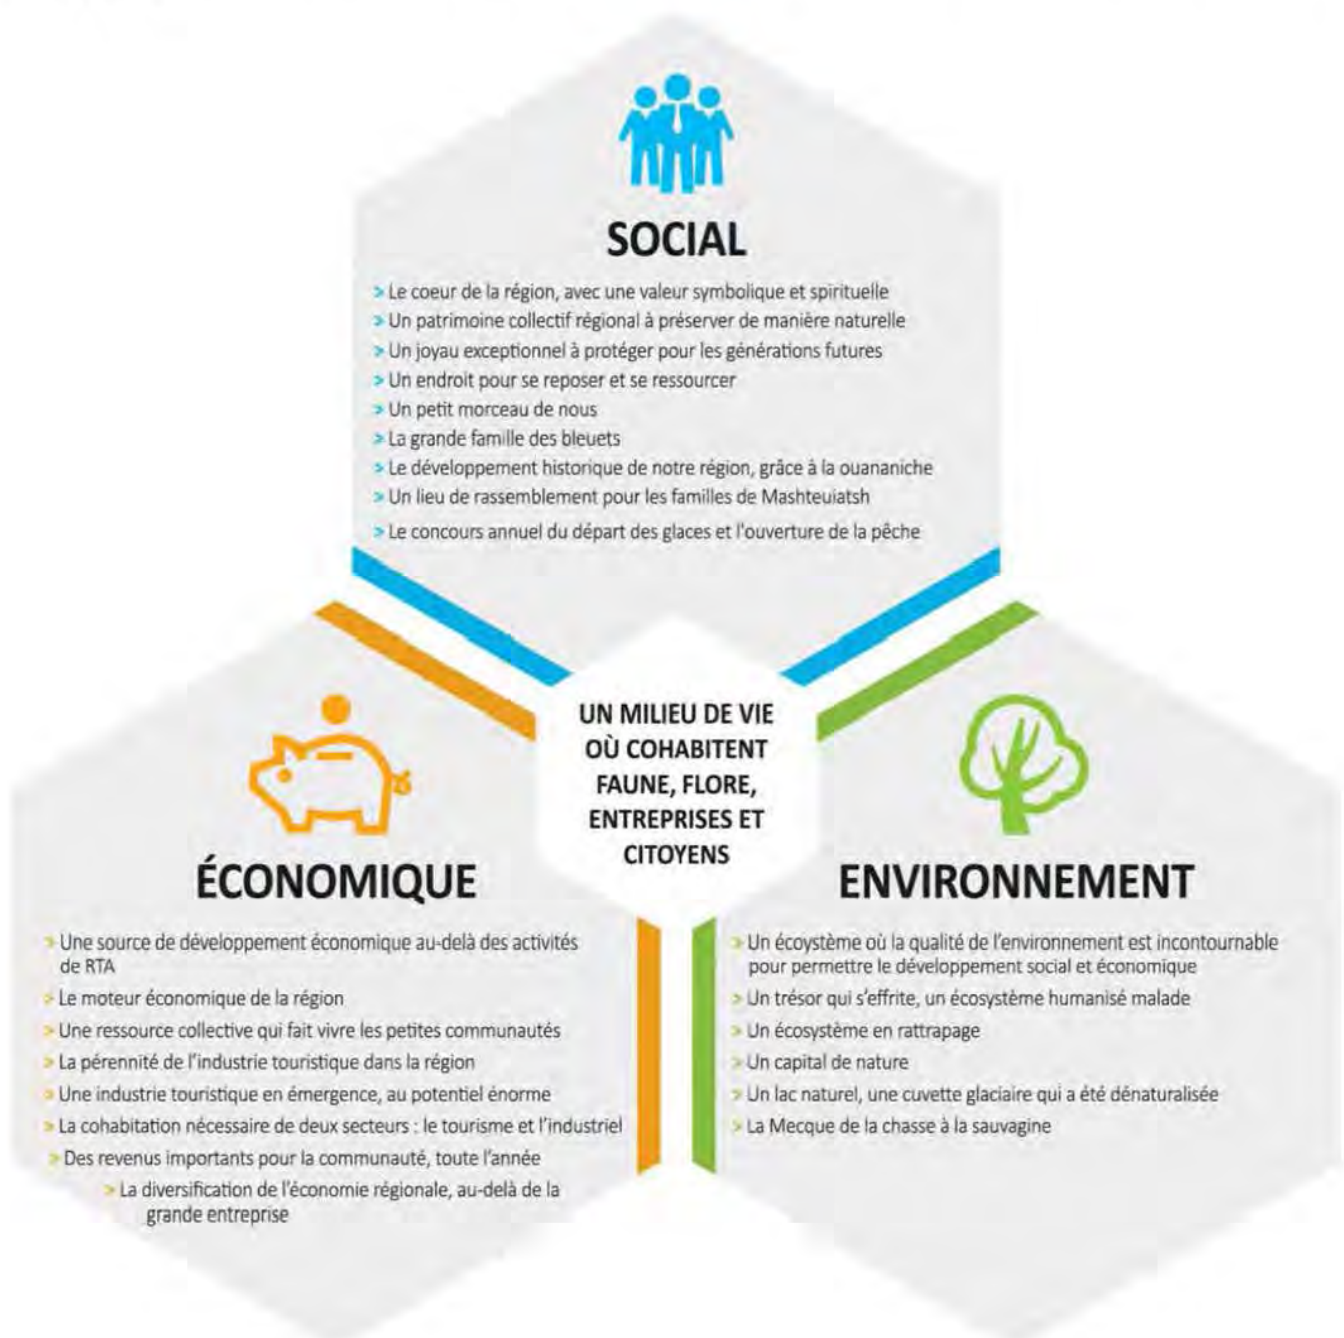 SOCIAL
> Le coeur de la région, avec une valeur symbolique et spirituelle
> Un patrimoine collectif régional à préserver de manière naturelle
> Un joyau exceptionnel à protéger pour les générations futures
> Un endroit pour se reposer et se ressourcer
> Un petit morceau de nous
> La grande famille des bleuets
> Le développement historique de notre région, grâce à la ouananiche
> Un lieu de rassemblement pour les familles de Mashteuiatsh
> Le concours annuel du départ des glaces et l'ouverture de la pêche
UN MILIEU DE VIE
OÙ COHABITENT
FAUNE, FLORE,
ENTREPRISES ET
CITOYENS
ÉCONOMIQUE
> Une source de développement économique au-delà des activités
de RTA
> Le moteur économique de la région
> Une ressource collective qui fait vivre les petites communautés
> La pérennité de l'industrie touristique dans la région
> Une industrie touristique en émergence, au potentiel énorme
> La cohabitation nécessaire de deux secteurs : le tourisme et l'industriel
> Des revenus importants pour la communauté, toute l'année
> La diversification de l'économie régionale, au-delà de la
grande entreprise
ENVIRONNEMENT
> Un écoystème où la qualité de l'environnement est incontournable
pour permettre le développement social et économique
> Un trésor qui s'effrite, un écosystème humanisé malade
> Un écosystème en rattrapage
> Un capital de nature
> Un lac naturel, une cuvette glaciaire qui a été dénaturalisée
> La Mecque de la chasse à la sauvagine